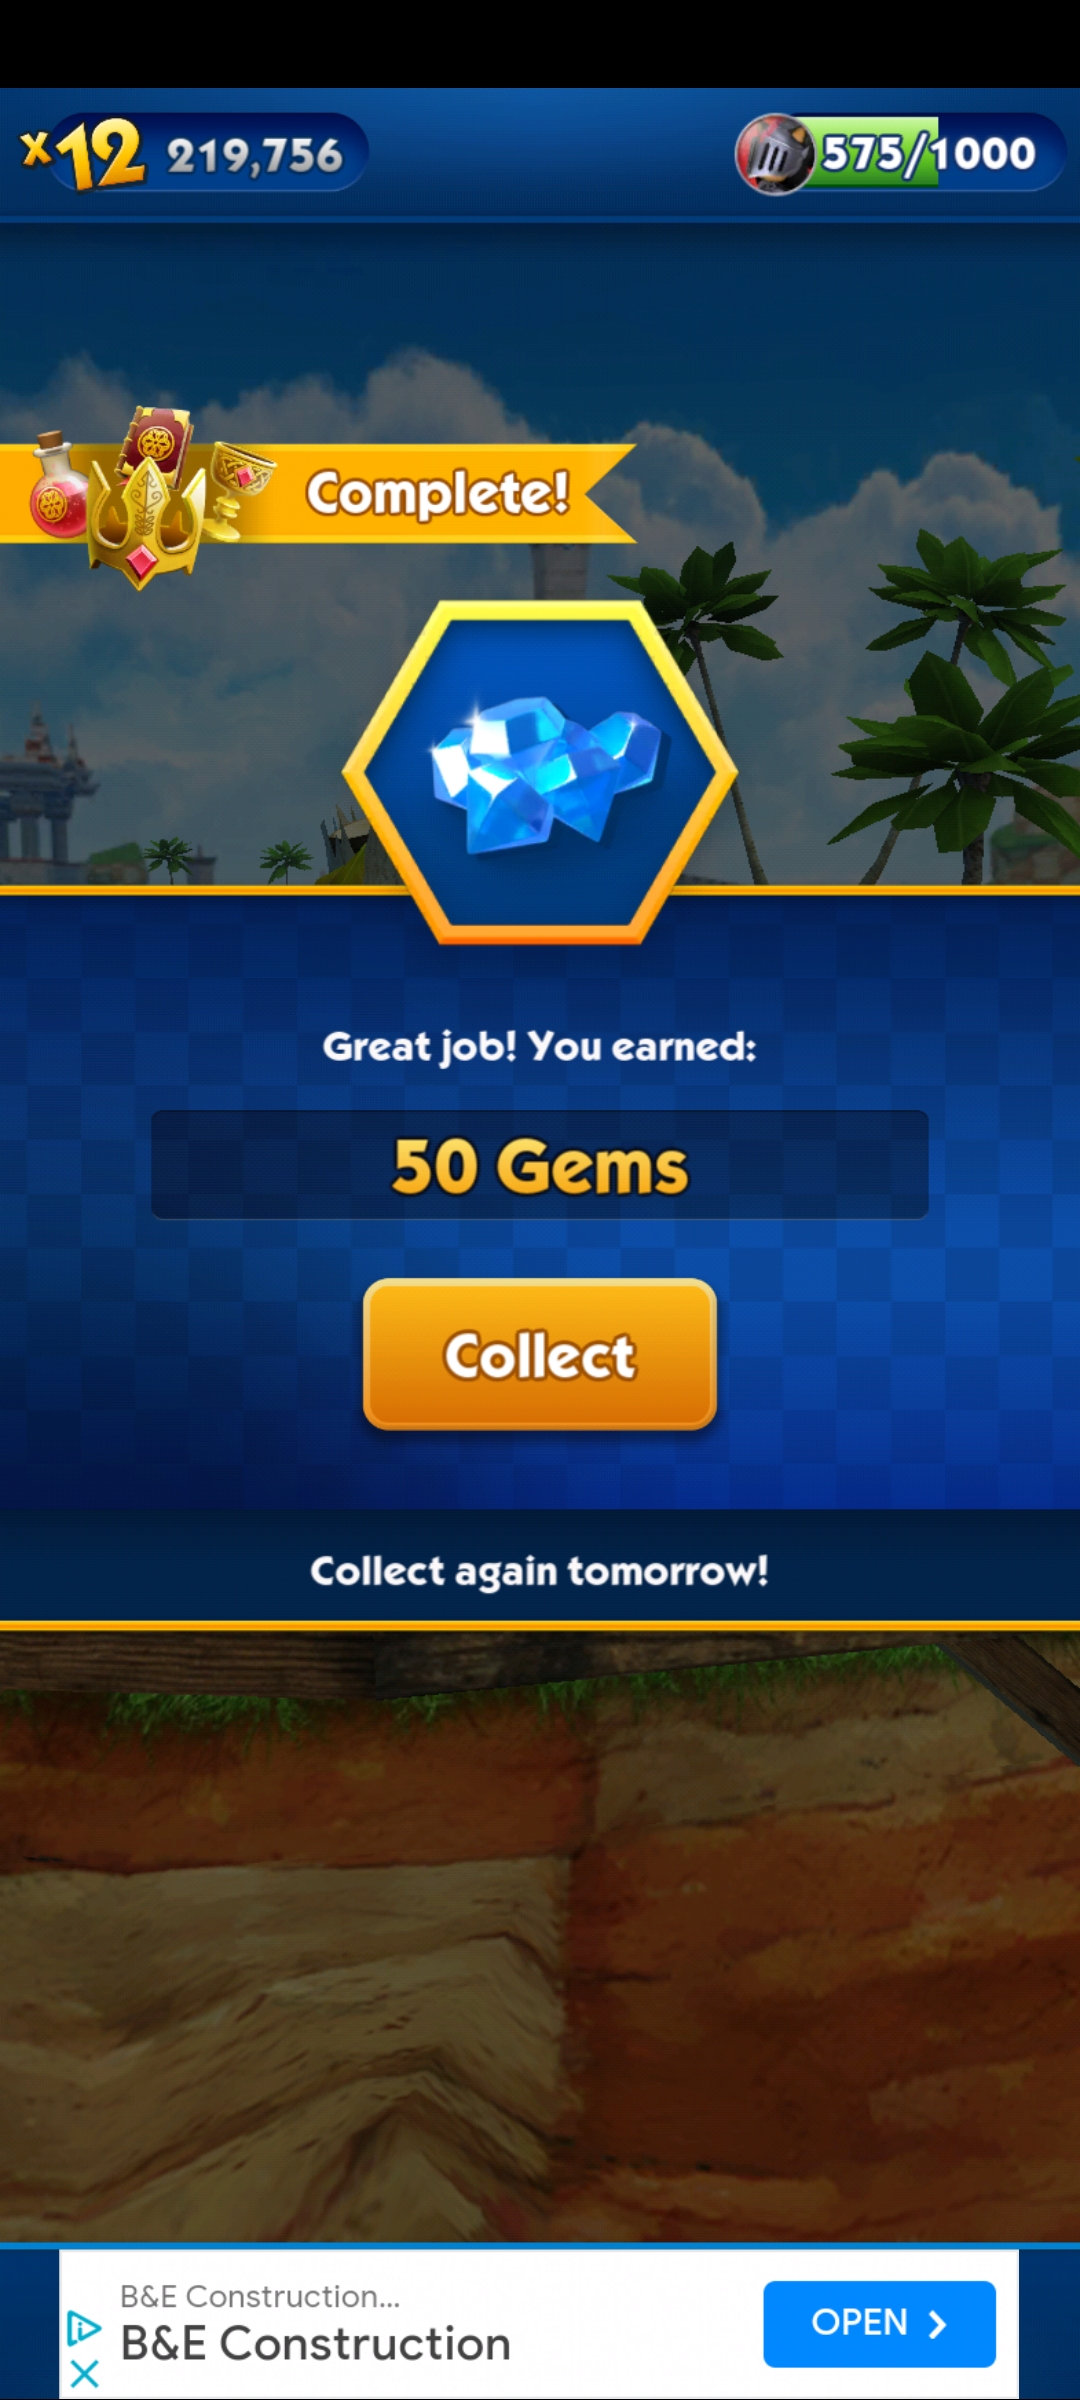 x12 219,756
575/1000
Complete!
Great job! You earned:
50 Gems
Collect
Collect again tomorrow!
B&E Construction...
B&E Construction
OPEN